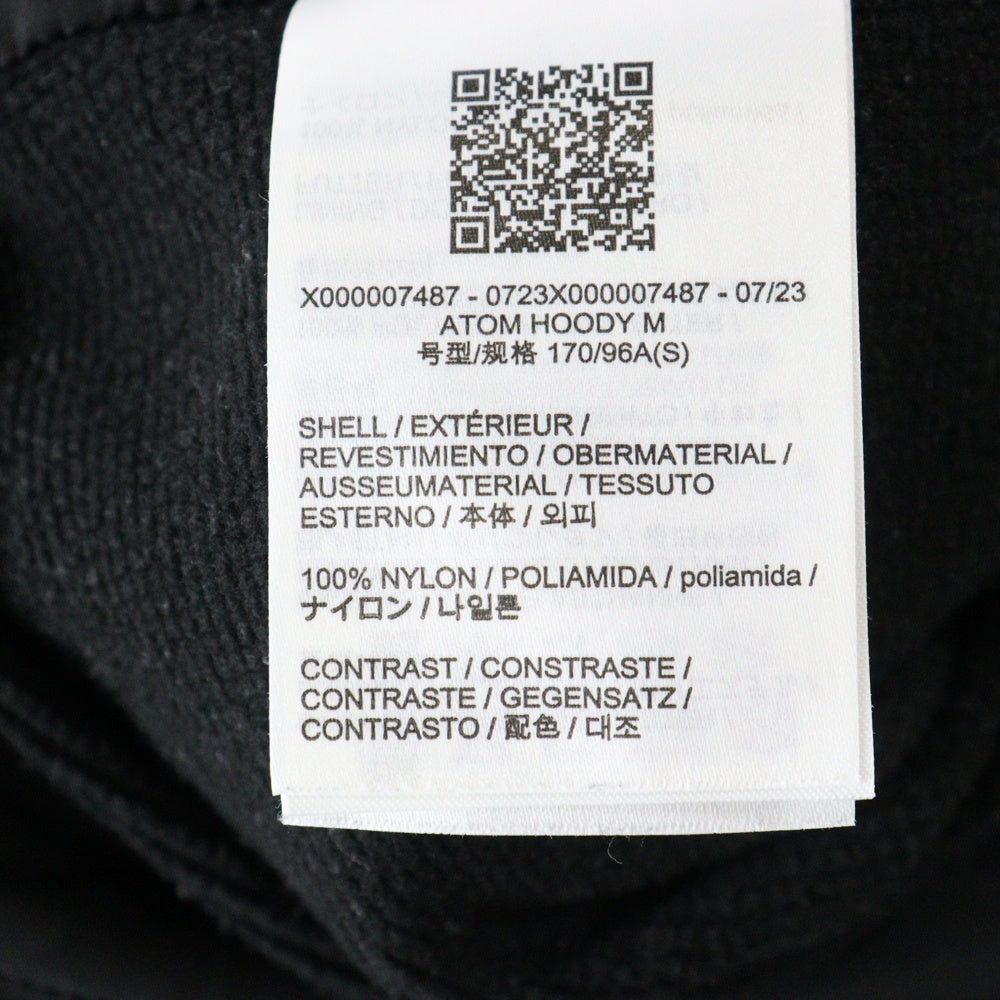 X000007487 - 0723X000007487 - 07/23
ATOM HOODY M
号型/规格 170/96A(S)
SHELL / EXTÉRIEUR /
REVESTIMIENTO / OBERMATERIAL /
AUSSEUMATERIAL / TESSUTO
ESTERNO / 本体 / 외피
100% NYLON / POLIAMIDA / poliamida /
ナイロン / 나일론
CONTRAST / CONSTRASTE /
CONTRASTE / GEGENSATZ /
CONTRASTO / 配色 / 대조